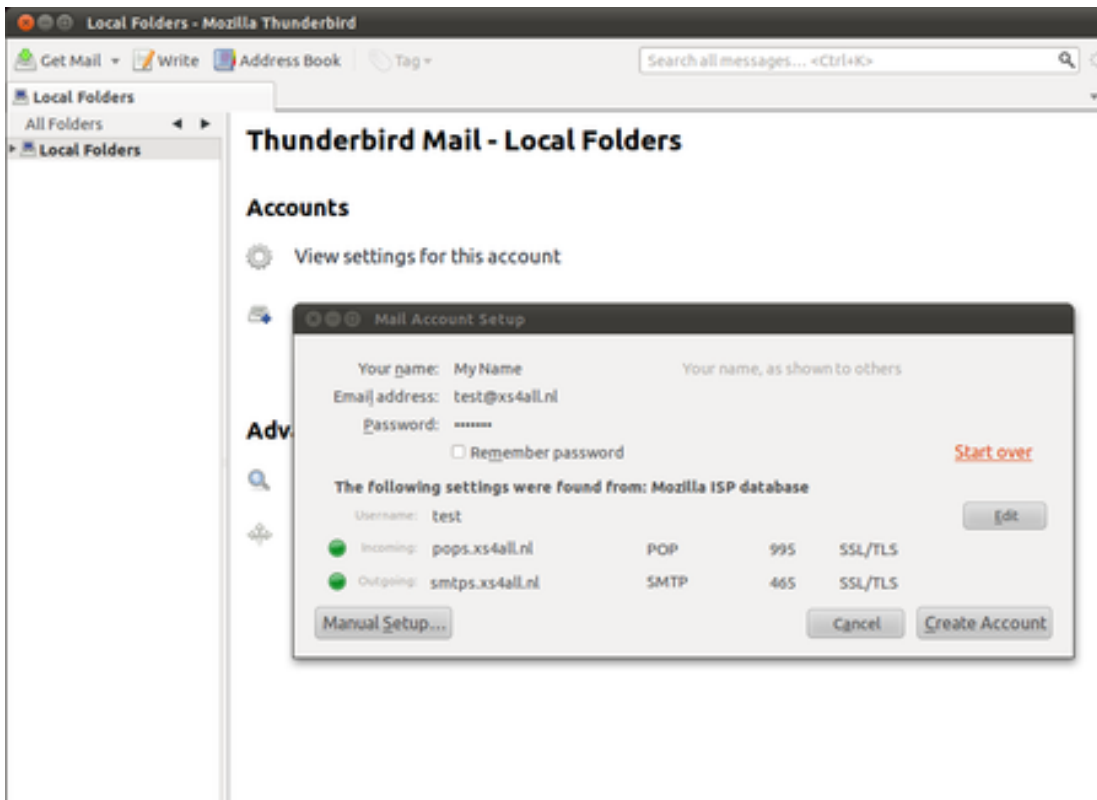 Local Folders - Mozilla Thunderbird
Get Mail Write Address Book Tag Search all messages... <Ctrl+K>
Local Folders
All Folders
Local Folders
Thunderbird Mail - Local Folders
Accounts
View settings for this account
Mail Account Setup
Your name: My Name Your name, as shown to others
Email address: test@xs4all.nl
Password: •••••••
Remember password
Start over
Adv
The following settings were found from: Mozilla ISP database
Username: test
Edit
Incoming: pops.xs4all.nl POP 995 SSL/TLS
Outgoing: smtps.xs4all.nl SMTP 465 SSL/TLS
Manual Setup... Cancel Create Account